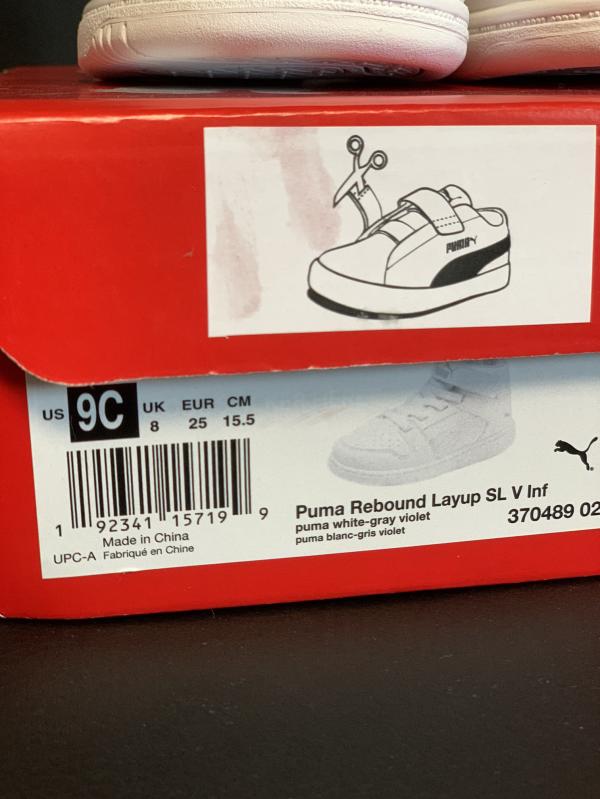 PUMA
US 9C UK 8 EUR 25 CM 15.5
1 92341 15719 9
UPC-A Made in China
Fabriqué en Chine
Puma Rebound Layup SL V Inf
puma white-gray violet
puma blanc-gris violet
370489 02